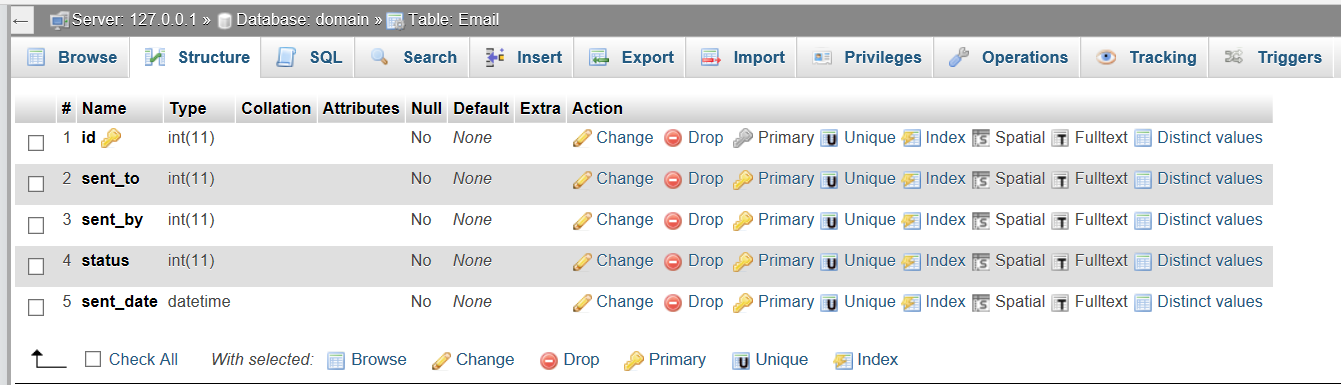 ← Server: 127.0.0.1 » Database: domain » Table: Email
Browse Structure SQL Search Insert Export Import Privileges Operations Tracking Triggers
# Name Type Collation Attributes Null Default Extra Action
1 id int(11) No None Change Drop Primary U Unique Index S Spatial T Fulltext Distinct values
2 sent_to int(11) No None Change Drop Primary U Unique Index S Spatial T Fulltext Distinct values
3 sent_by int(11) No None Change Drop Primary U Unique Index S Spatial T Fulltext Distinct values
4 status int(11) No None Change Drop Primary U Unique Index S Spatial T Fulltext Distinct values
5 sent_date datetime No None Change Drop Primary U Unique Index S Spatial T Fulltext Distinct values
Check All With selected: Browse Change Drop Primary U Unique Index